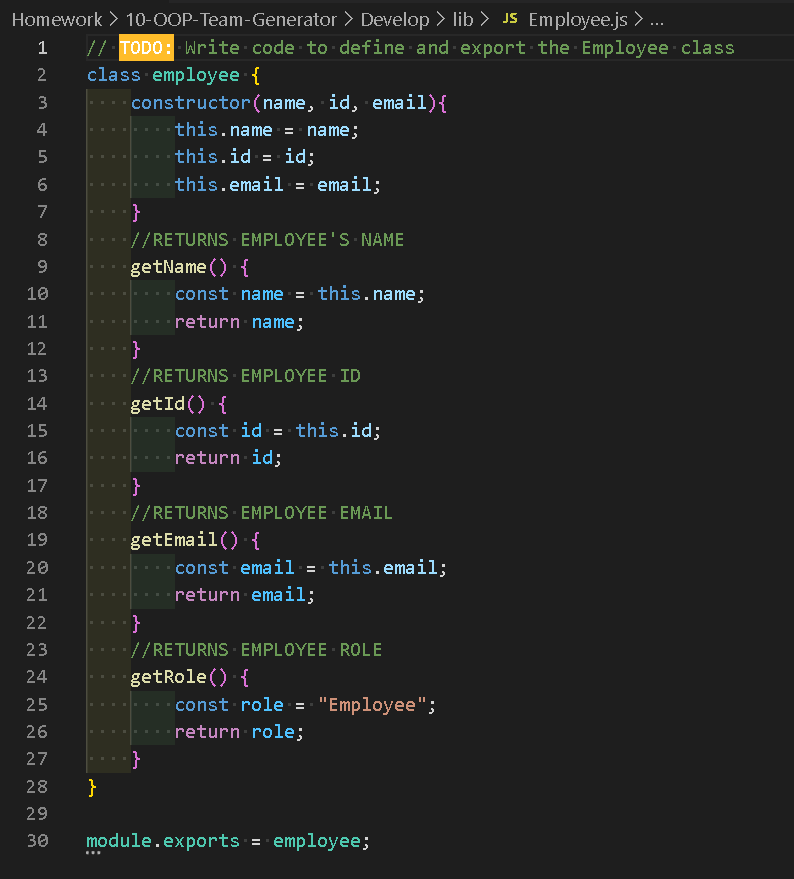 Homework > 10-OOP-Team-Generator > Develop > lib > JS Employee.js > ...
1 // TODO: Write code to define and export the Employee class
2 class employee {
3     constructor(name, id, email){
4         this.name = name;
5         this.id = id;
6         this.email = email;
7     }
8     //RETURNS EMPLOYEE'S NAME
9     getName() {
10         const name = this.name;
11         return name;
12     }
13     //RETURNS EMPLOYEE ID
14     getId() {
15         const id = this.id;
16         return id;
17     }
18     //RETURNS EMPLOYEE EMAIL
19     getEmail() {
20         const email = this.email;
21         return email;
22     }
23     //RETURNS EMPLOYEE ROLE
24     getRole() {
25         const role = "Employee";
26         return role;
27     }
28 }
29
30 module.exports = employee;